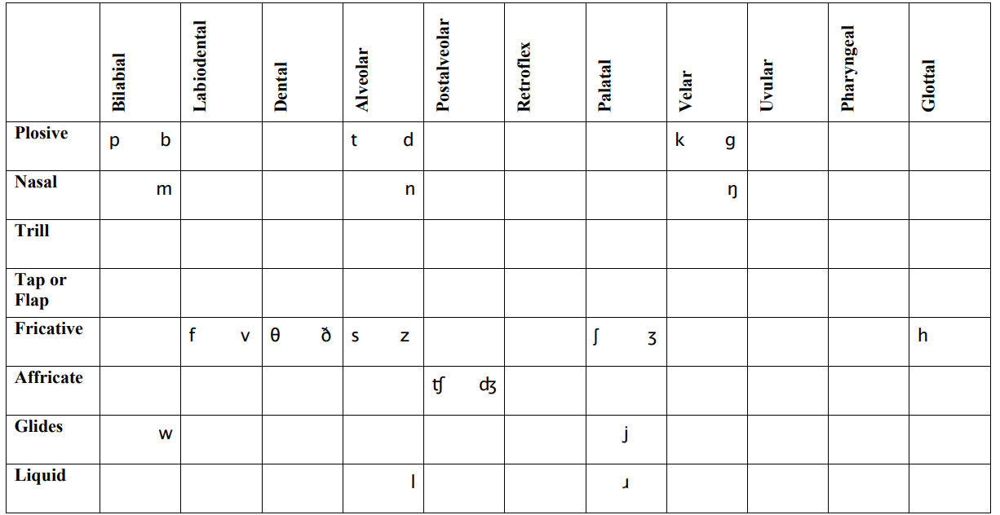 Bilabial Labiodental Dental Alveolar Postalveolar Retroflex Palatal Velar Uvular Pharyngeal Glottal
Plosive p b t d k g
Nasal m n ŋ
Trill
Tap or
Flap
Fricative f v θ ð s z ʃ ʒ h
Affricate ʧ ʤ
Glides w j
Liquid l ɹ